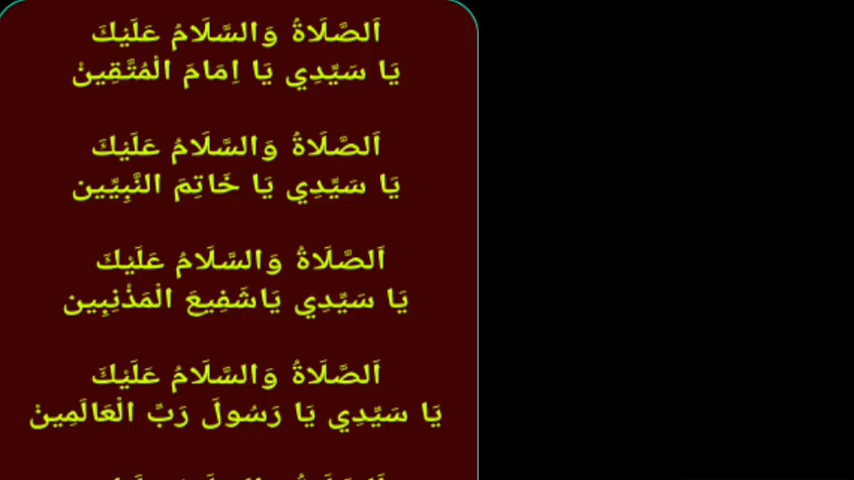 اَلصَّلَاةُ وَالسَّلَامُ عَلَيْكَ
يَا سَيِّدِي يَا اِمَامَ الْمُتَّقِينْ
اَلصَّلَاةُ وَالسَّلَامُ عَلَيْكَ
يَا سَيِّدِي يَا خَاتِمَ النَّبِيِّين
اَلصَّلَاةُ وَالسَّلَامُ عَلَيْكَ
يَا سَيِّدِي يَاشَفِيعَ الْمَذْنِبِين
اَلصَّلَاةُ وَالسَّلَامُ عَلَيْكَ
يَا سَيِّدِي يَا رَسُولَ رَبِّ الْعَالَمِينْ